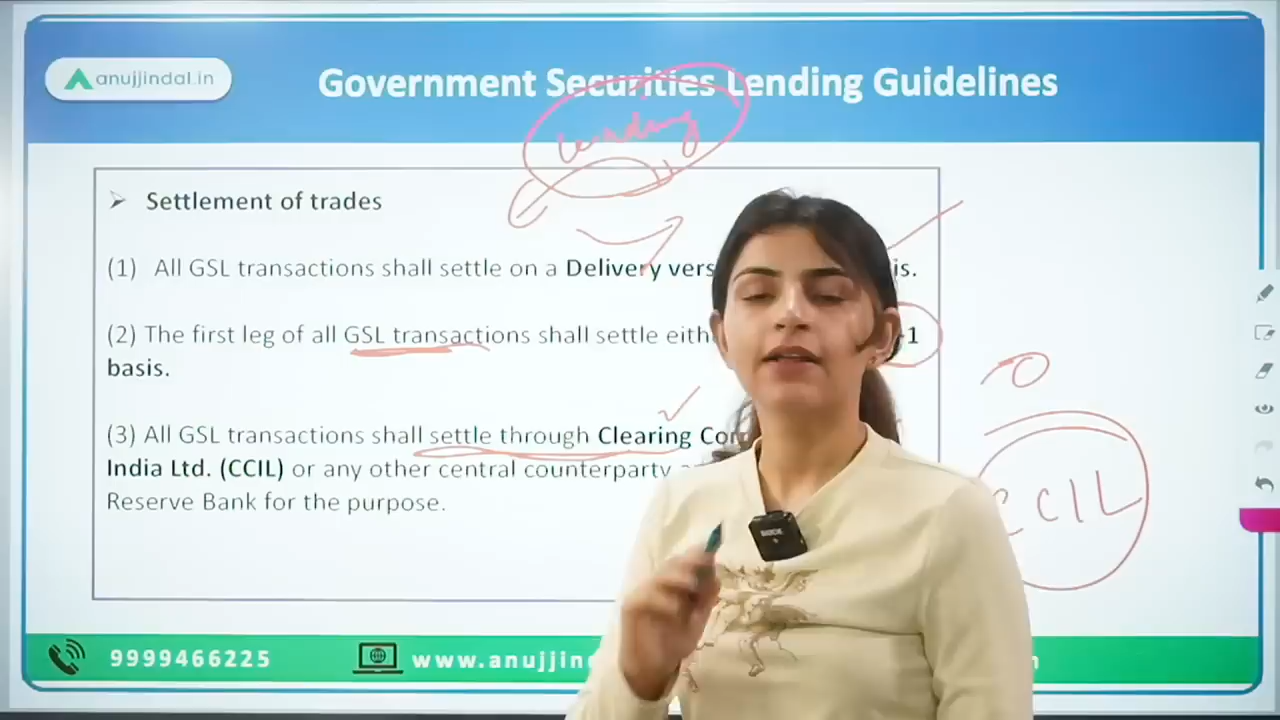 anujjindal.in
Government Securities Lending Guidelines
lending
➤ Settlement of trades
(1) All GSL transactions shall settle on a Delivery vers is.
(2) The first leg of all GSL transactions shall settle eith -1
basis.
(3) All GSL transactions shall settle through Clearing Cor
India Ltd. (CCIL) or any other central counterparty
Reserve Bank for the purpose.
CCIL
9999466225
www.anujjin